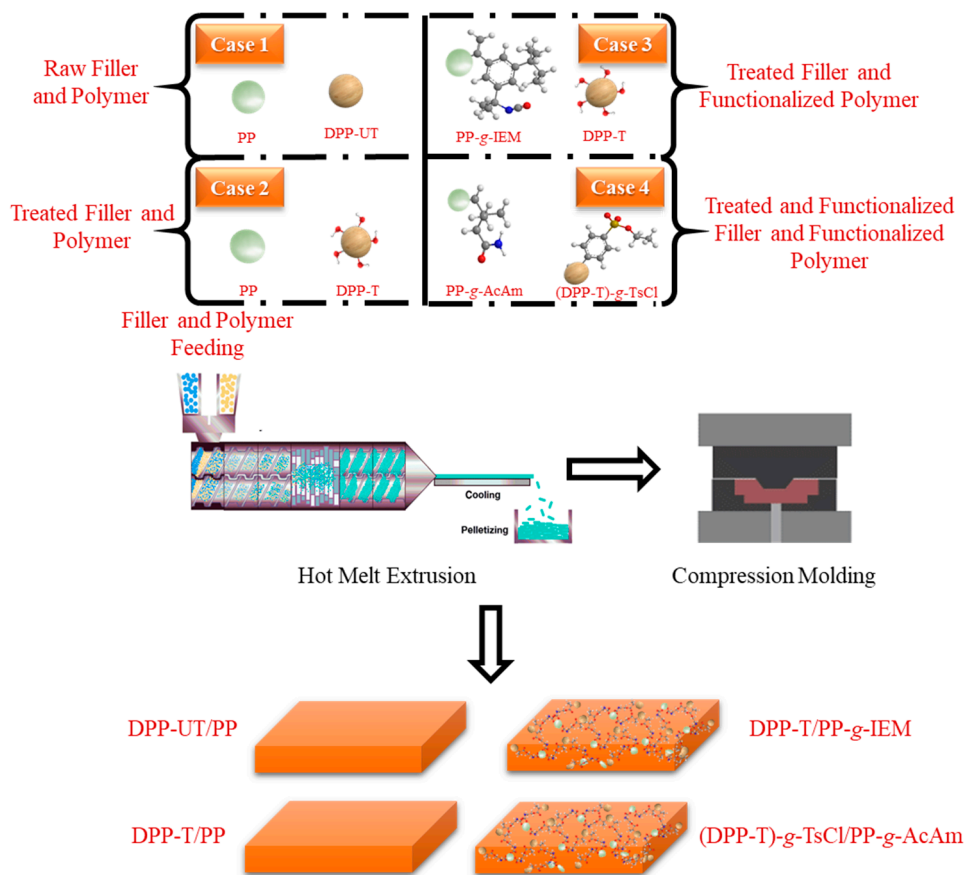 Case 1
Raw Filler
and Polymer
PP
DPP-UT
Case 3
Treated Filler and
Functionalized Polymer
PP-g-IEM
DPP-T
Case 2
Treated Filler and
Polymer
PP
DPP-T
Case 4
Treated and Functionalized
Filler and Functionalized
Polymer
PP-g-AcAm
(DPP-T)-g-TsCl
Filler and Polymer
Feeding
Cooling
Pelletizing
Hot Melt Extrusion
Compression Molding
DPP-UT/PP
DPP-T/PP-g-IEM
DPP-T/PP
(DPP-T)-g-TsCl/PP-g-AcAm